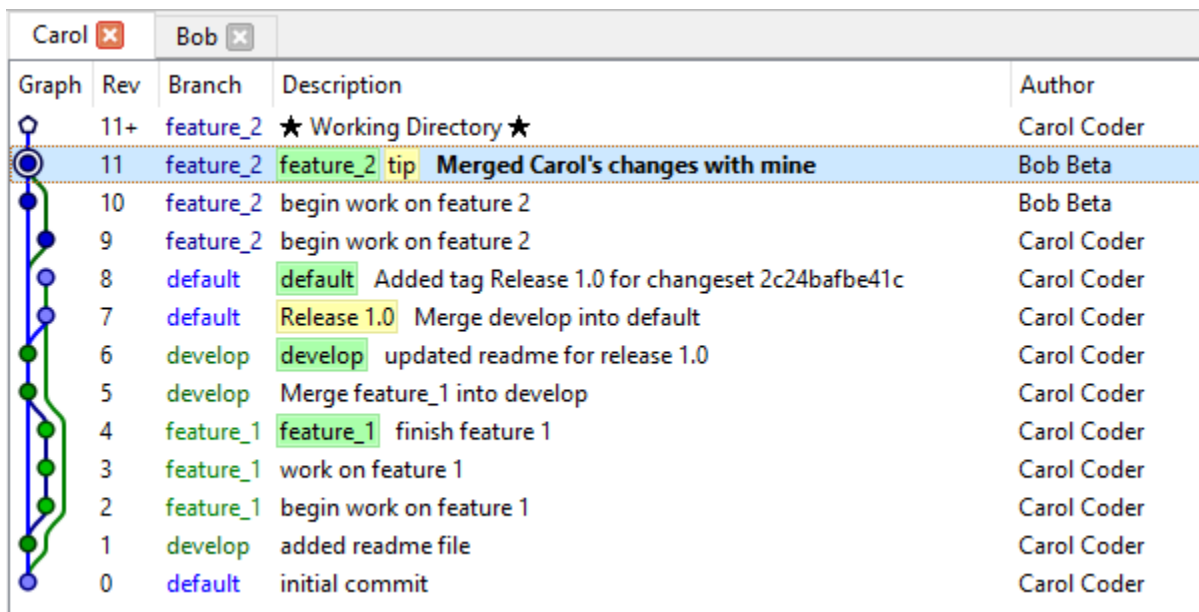 Carol Bob
Graph Rev Branch Description Author
11+ feature_2 ★ Working Directory ★ Carol Coder
11 feature_2 feature_2 tip Merged Carol's changes with mine Bob Beta
10 feature_2 begin work on feature 2 Bob Beta
9 feature_2 begin work on feature 2 Carol Coder
8 default default Added tag Release 1.0 for changeset 2c24bafbe41c Carol Coder
7 default Release 1.0 Merge develop into default Carol Coder
6 develop develop updated readme for release 1.0 Carol Coder
5 develop Merge feature_1 into develop Carol Coder
4 feature_1 feature_1 finish feature 1 Carol Coder
3 feature_1 work on feature 1 Carol Coder
2 feature_1 begin work on feature 1 Carol Coder
1 develop added readme file Carol Coder
0 default initial commit Carol Coder